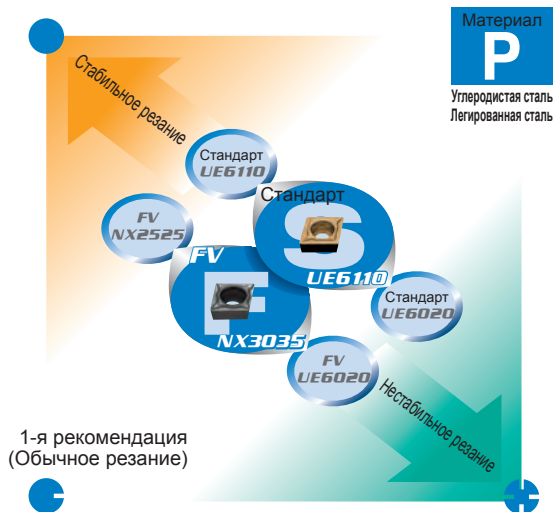 Материал
P
Углеродистая сталь
Легированная сталь
Стабильное резание
Стандарт
UE6110
FV
NX2525
Стандарт
S
UE6110
FV
F
NX3035
Стандарт
UE6020
FV
UE6020
Нестабильное резание
1-я рекомендация
(Обычное резание)